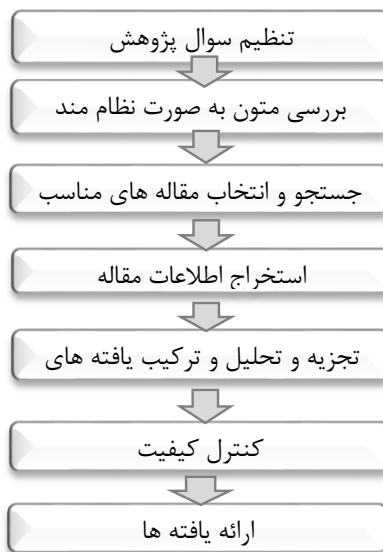 تنظیم سوال پژوهش
بررسی متون به صورت نظام مند
جستجو و انتخاب مقاله های مناسب
استخراج اطلاعات مقاله
تجزیه و تحلیل و ترکیب یافته های
کنترل کیفیت
ارائه یافته ها